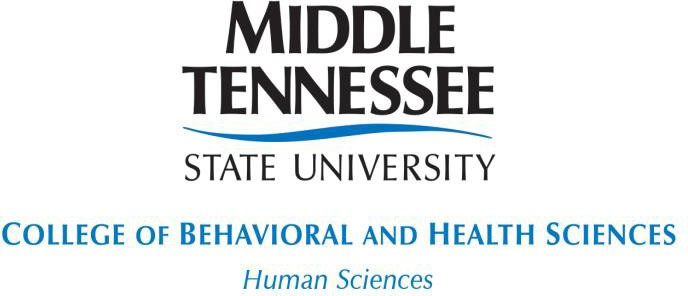 MIDDLE
TENNESSEE
STATE UNIVERSITY
COLLEGE OF BEHAVIORAL AND HEALTH SCIENCES
Human Sciences